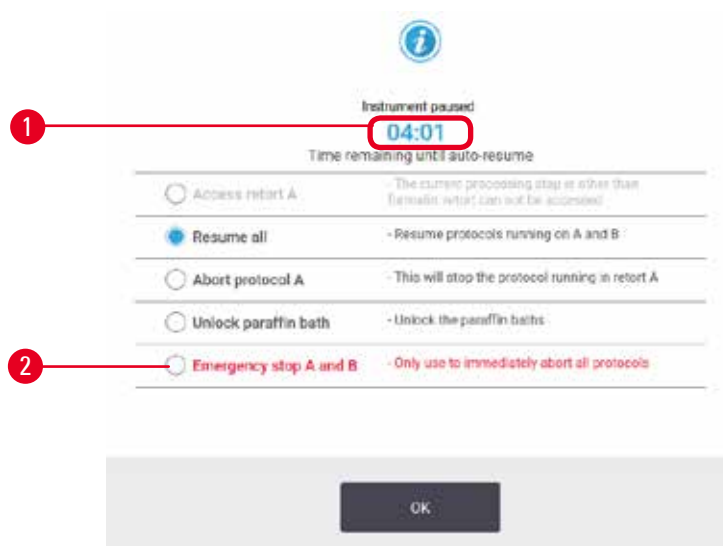 i
Instrument paused
1
04:01
Time remaining until auto-resume
Access retort A - The current processing step is other than
formalin retort can not be accessed
Resume all - Resume protocols running on A and B
Abort protocol A - This will stop the protocol running in retort A
Unlock paraffin bath - Unlock the paraffin baths
2
Emergency stop A and B - Only use to immediately abort all protocols
OK